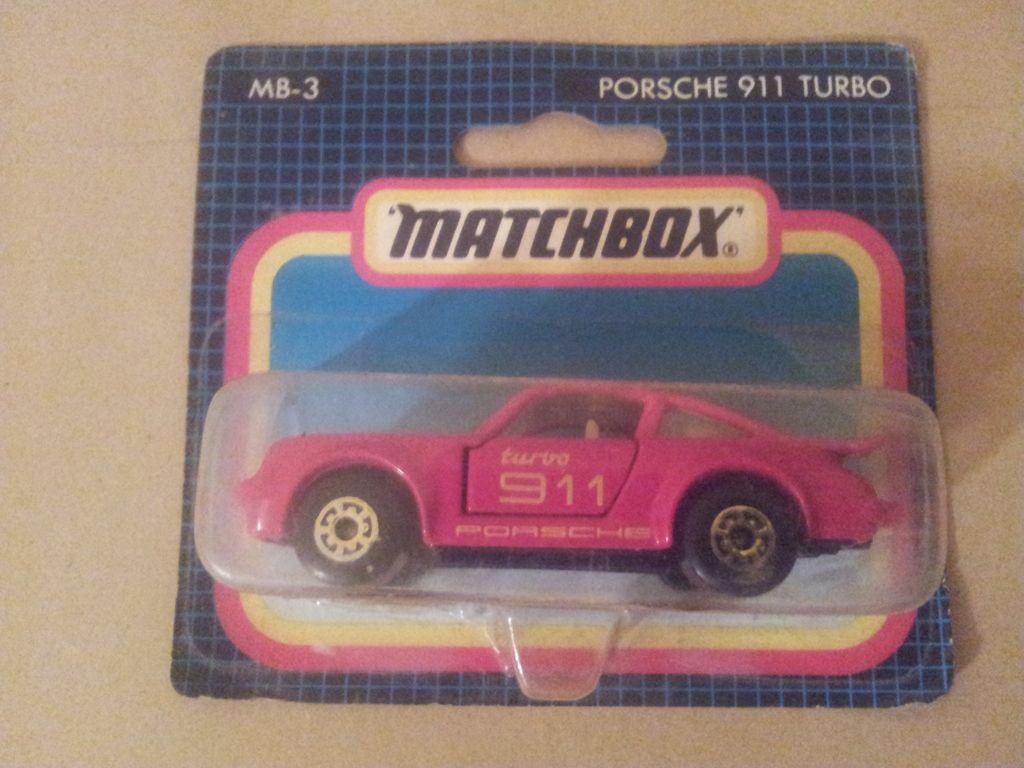 MB-3
PORSCHE 911 TURBO
"MATCHBOX"®
turbo
911
PORSCHE